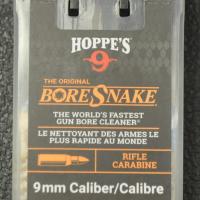 HOPPE'S
9
THE ORIGINAL
BORESNAKE
THE WORLD'S FASTEST
GUN BORE CLEANER®
LE NETTOYANT DES ARMES LE
PLUS RAPIDE AU MONDE
RIFLE
CARABINE
9mm Caliber/Calibre